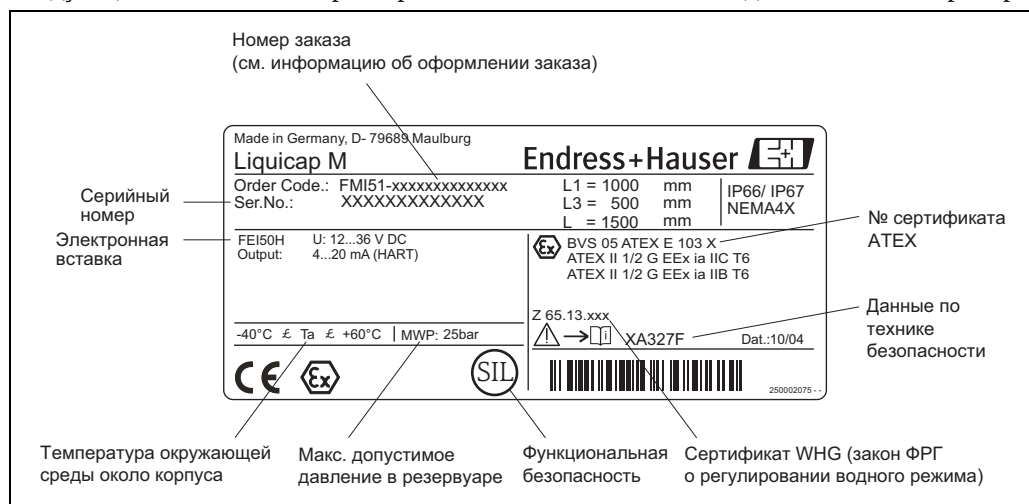 Номер заказа
(см. информацию об оформлении заказа)
Made in Germany, D- 79689 Maulburg
Liquicap M
Endress+Hauser
Order Code.: FMI51-xxxxxxxxxxxxxx
Ser.No.: XXXXXXXXXXXXX
L1 = 1000 mm
L3 = 500 mm
L = 1500 mm
IP66/ IP67
NEMA4X
Серийный
номер
Электронная
вставка
FEI50H U: 12...36 V DC
Output: 4...20 mA (HART)
Ex
BVS 05 ATEX E 103 X
ATEX II 1/2 G EEx ia IIC T6
ATEX II 1/2 G EEx ia IIB T6
№ сертификата
ATEX
Z 65.13.xxx
XA327F
Dat.:10/04
Данные по
технике
безопасности
-40°C £ Ta £ +60°C MWP: 25bar
CE Ex SIL
250002075 - -
Температура окружающей
среды около корпуса
Макс. допустимое
давление в резервуаре
Функциональная
безопасность
Сертификат WHG (закон ФРГ
о регулировании водного режима)